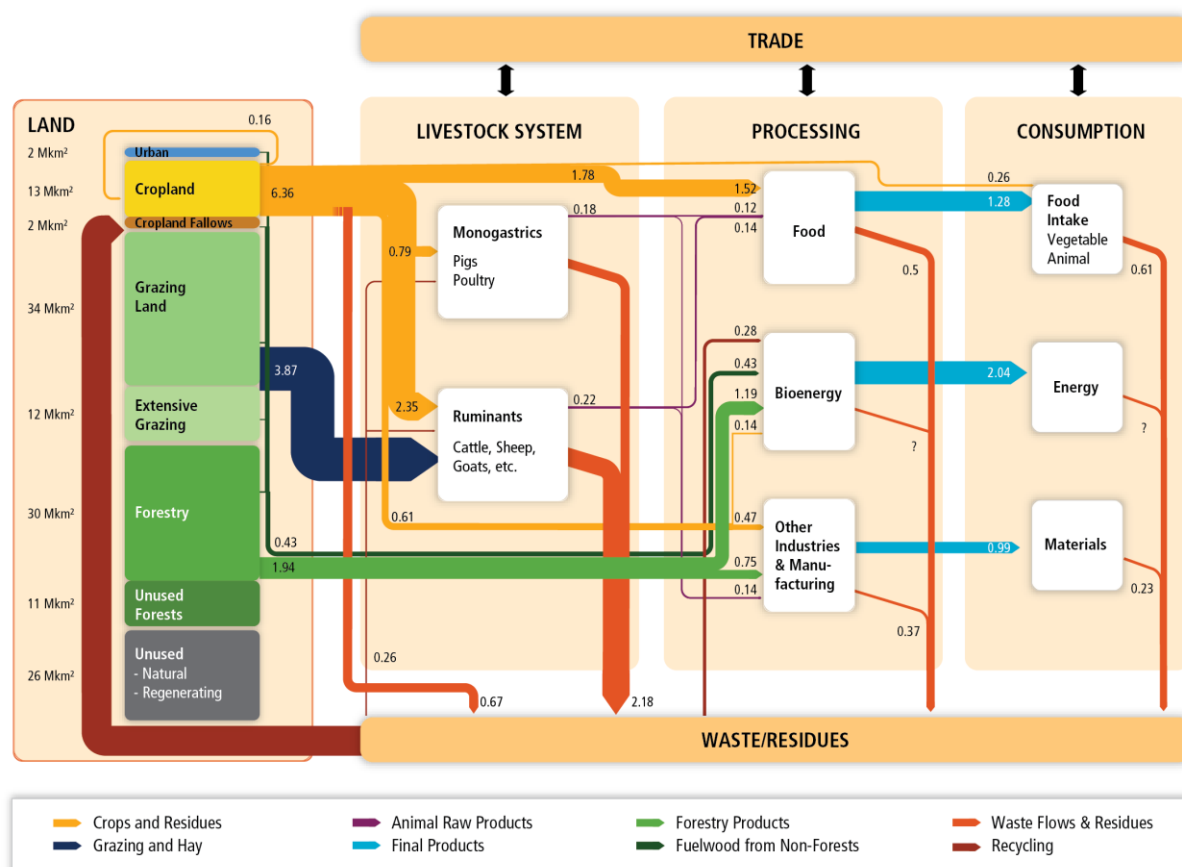 TRADE
LAND
0.16
LIVESTOCK SYSTEM
PROCESSING
CONSUMPTION
2 Mkm²
Urban
13 Mkm²
Cropland
6.36
1.78
1.52
0.26
1.28
2 Mkm²
Cropland Fallows
0.18
0.12
0.14
Food
0.5
Food
Intake
Vegetable
Animal
0.61
Monogastrics
Pigs
Poultry
0.79
34 Mkm²
Grazing
Land
3.87
2.35
0.28
0.43
1.19
0.14
Bioenergy
?
2.04
Energy
?
12 Mkm²
Extensive
Grazing
Ruminants
Cattle, Sheep,
Goats, etc.
0.22
30 Mkm²
Forestry
0.61
0.43
1.94
0.47
0.75
0.14
Other
Industries
& Manu-
facturing
0.37
0.99
Materials
0.23
11 Mkm²
Unused
Forests
26 Mkm²
Unused
- Natural
- Regenerating
0.26
0.67
2.18
WASTE/RESIDUES
Crops and Residues
Animal Raw Products
Forestry Products
Waste Flows & Residues
Grazing and Hay
Final Products
Fuelwood from Non-Forests
Recycling